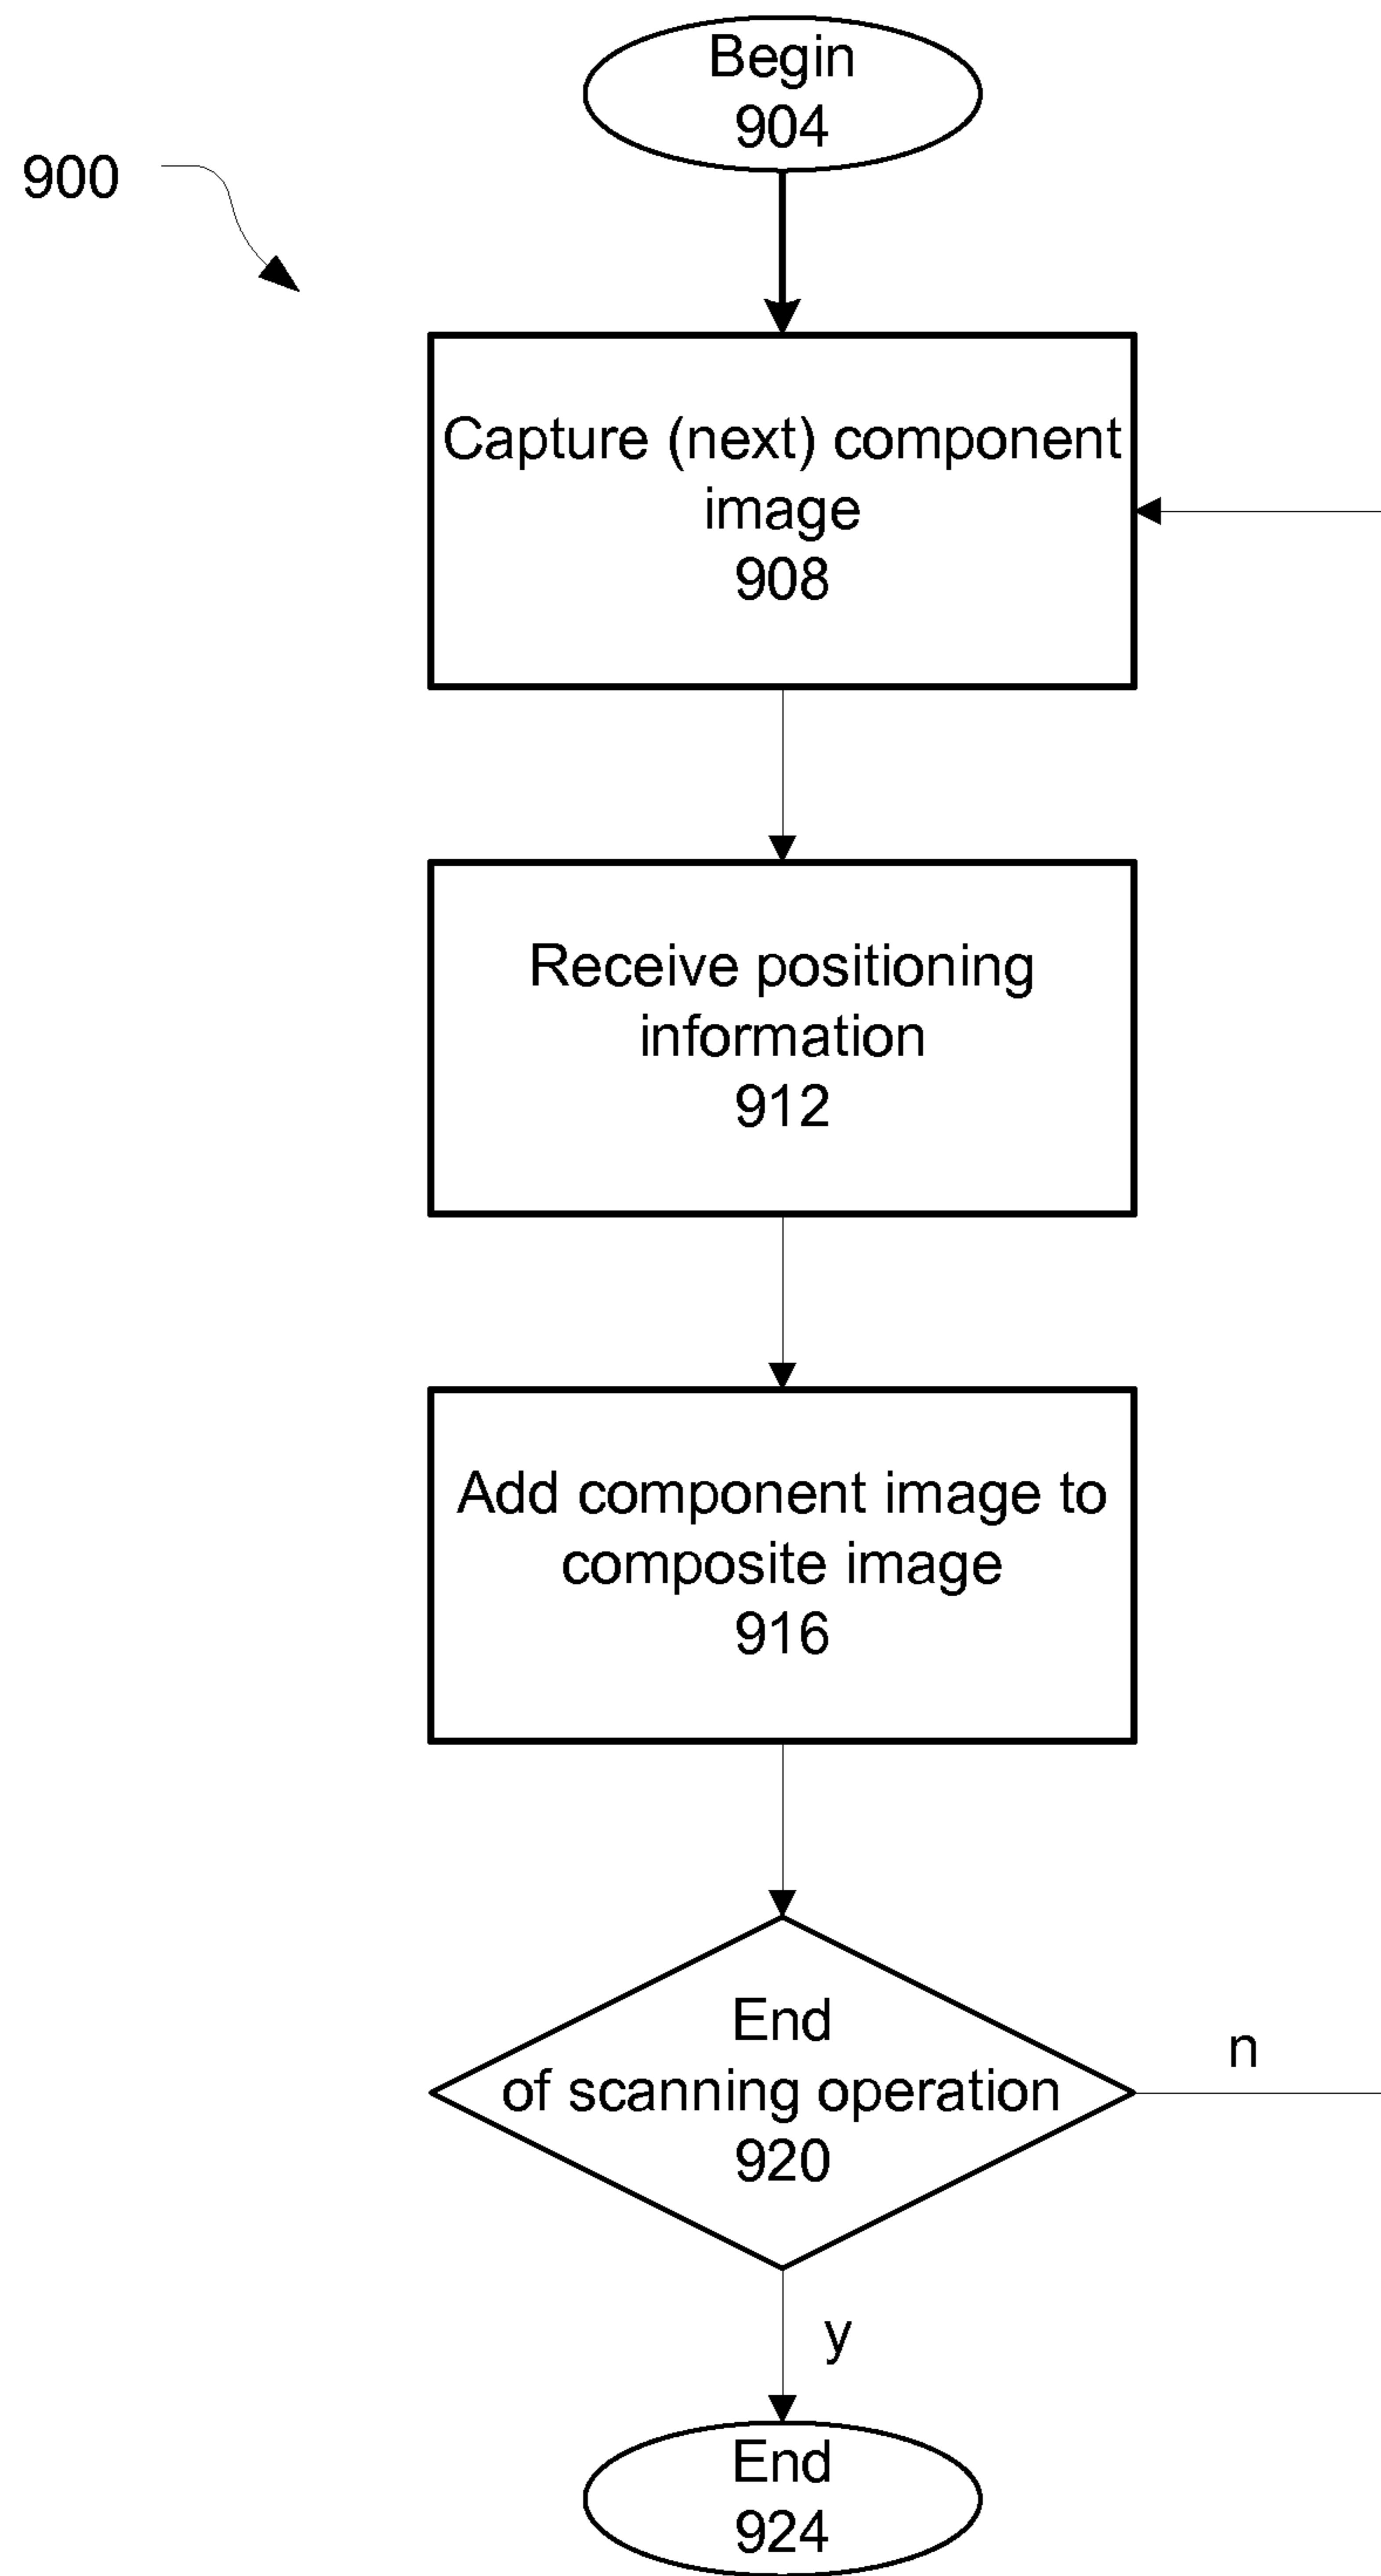 Begin
904
900
Capture (next) component
image
908
Receive positioning
information
912
Add component image to
composite image
916
End
of scanning operation
920
n
y
End
924